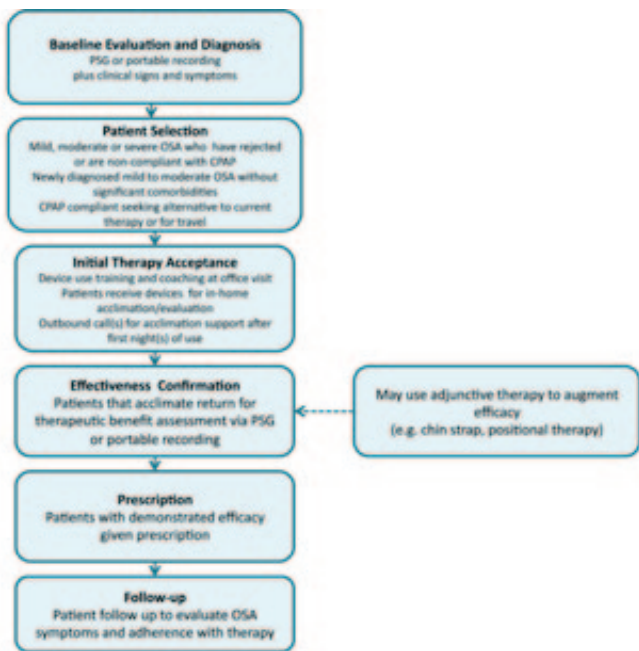 Baseline Evaluation and Diagnosis
PSG or portable recording
plus clinical signs and symptoms
Patient Selection
Mild, moderate or severe OSA who have rejected
or are non-compliant with CPAP
Newly diagnosed mild to moderate OSA without
significant comorbidities
CPAP compliant seeking alternative to current
therapy or for travel
Initial Therapy Acceptance
Device use training and coaching at office visit
Patients receive devices for in-home
acclimation/evaluation
Outbound call(s) for acclimation support after
first night(s) of use
Effectiveness Confirmation
Patients that acclimate return for
therapeutic benefit assessment via PSG
or portable recording
May use adjunctive therapy to augment
efficacy
(e.g. chin strap, positional therapy)
Prescription
Patients with demonstrated efficacy
given prescription
Follow-up
Patient follow up to evaluate OSA
symptoms and adherence with therapy